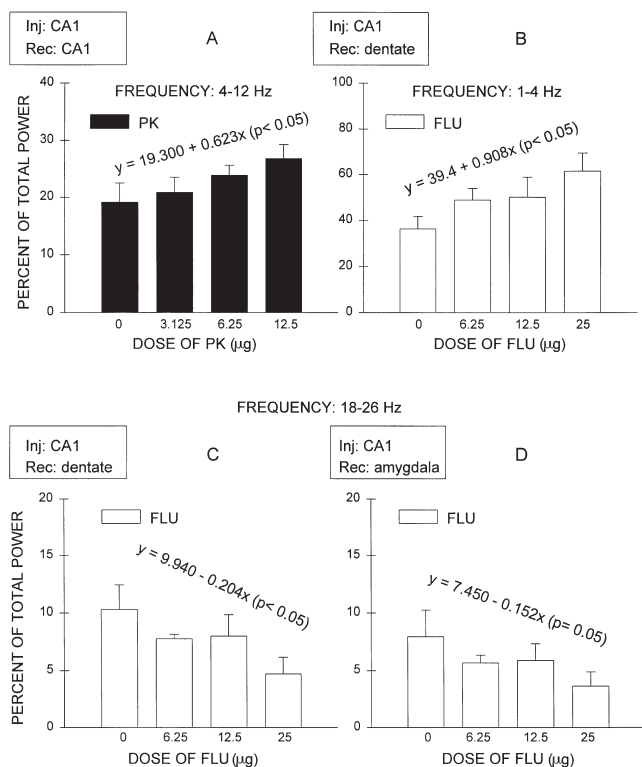 Inj: CA1
Rec: CA1
A
Inj: CA1
Rec: dentate
B
FREQUENCY: 4-12 Hz
PK
y = 19.300 + 0.623x (p< 0.05)
PERCENT OF TOTAL POWER
40
30
20
10
0
0 3.125 6.25 12.5
DOSE OF PK (µg)
FREQUENCY: 1-4 Hz
FLU
y = 39.4 + 0.908x (p< 0.05)
100
80
60
40
20
0
0 6.25 12.5 25
DOSE OF FLU (µg)
FREQUENCY: 18-26 Hz
Inj: CA1
Rec: dentate
C
Inj: CA1
Rec: amygdala
D
FLU
y = 9.940 - 0.204x (p< 0.05)
PERCENT OF TOTAL POWER
20
15
10
5
0
0 6.25 12.5 25
DOSE OF FLU (µg)
FLU
y = 7.450 - 0.152x (p= 0.05)
20
15
10
5
0
0 6.25 12.5 25
DOSE OF FLU (µg)